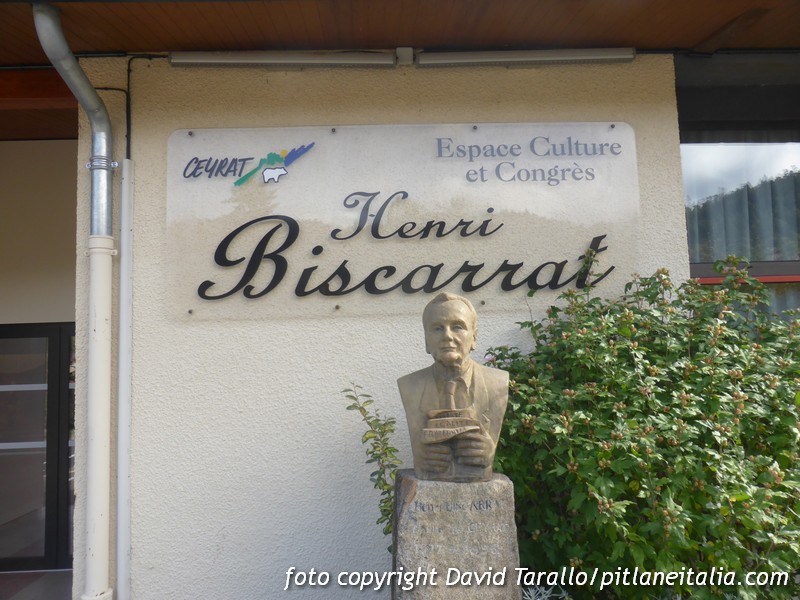 CEYRAT
Espace Culture
et Congrès
Henri
Biscarrat
foto copyright David Tarallo/pitlaneitalia.com